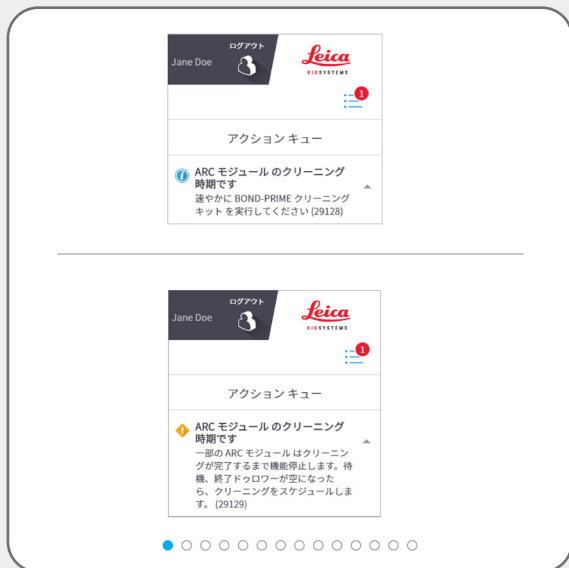 ログアウト
Jane Doe
Leica
BIOSYSTEMS
1
アクション キュー
ARC モジュール のクリーニング
時期です
速やかに BOND-PRIME クリーニング
キット を実行してください (29128)
ログアウト
Jane Doe
Leica
BIOSYSTEMS
1
アクション キュー
ARC モジュール のクリーニング
時期です
一部の ARC モジュール はクリーニン
グが完了するまで機能停止します。待
機、終了ドゥロワーが空になった
ら、クリーニングをスケジュールしま
す。 (29129)